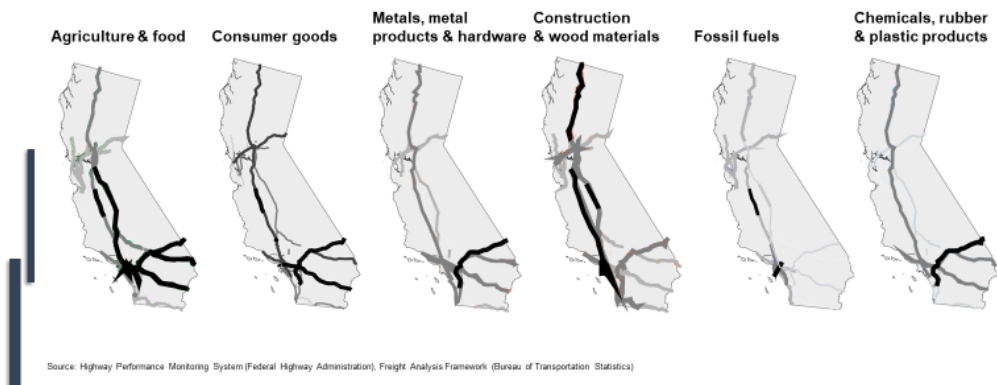 Agriculture & food
Consumer goods
Metals, metal
products & hardware
Construction
& wood materials
Fossil fuels
Chemicals, rubber
& plastic products
Source: Highway Performance Monitoring System (Federal Highway Administration), Freight Analysis Framework (Bureau of Transportation Statistics)